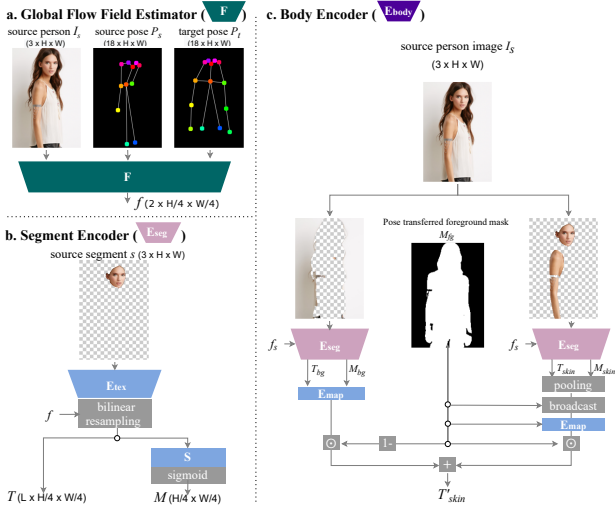 a. Global Flow Field Estimator ( F )
source person Is
(3 x H x W)
source pose Ps
(18 x H x W)
target pose Pt
(18 x H x W)
F
f (2 x H/4 x W/4)
b. Segment Encoder ( Eseg )
source segment s (3 x H x W)
Etex
bilinear
resampling
f
S
sigmoid
T (L x H/4 x W/4)
M (H/4 x W/4)
c. Body Encoder ( Ebody )
source person image Is
(3 x H x W)
Pose transferred foreground mask
Mfg
fs
Eseg
fs
Eseg
Tbg
Mbg
Tskin
Mskin
Emap
pooling
broadcast
Emap
1-
+
T'skin